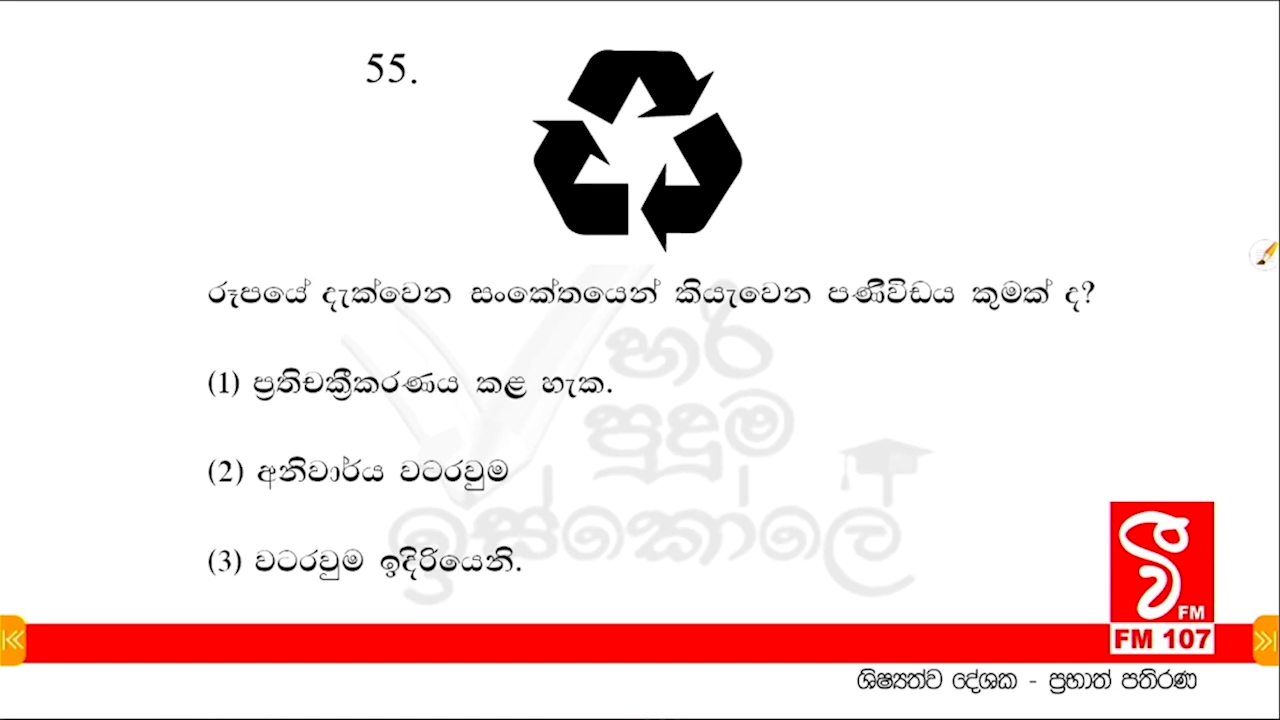 55.
රූපයේ දැක්වෙන සංකේතයෙන් කියැවෙන පණිවිඩය කුමක් ද?
(1) ප්‍රතිචක්‍රීකරණය කළ හැක.
(2) අනිවාර්ය වටරවුම
(3) වටරවුම ඉදිරියෙනි.
හරි
පුදුම
ඉස්කෝලේ
වී
FM
FM 107
ශිෂ්‍යත්ව දේශක - ප්‍රභාත් පතිරණ